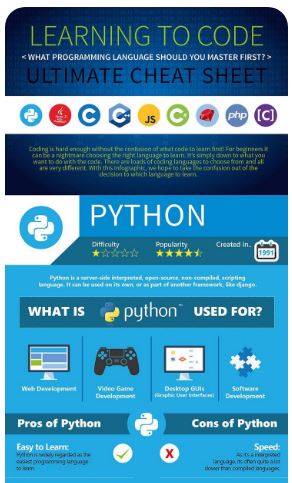 LEARNING TO CODE
< WHAT PROGRAMMING LANGUAGE SHOULD YOU MASTER FIRST? >
ULTIMATE CHEAT SHEET
C
C++
JS
C
php
[C]
Coding is hard enough without the confusion of what code to learn first! For beginners it
can be a nightmare choosing the right language to learn. It's simply down to what you
want to do with the code. There are loads of coding languages to choose from and all
are very different. With this Infographic, we hope to take the confusion out of the
decision to which language to learn.
PYTHON
Difficulty
Popularity
Created in..
1991
Python is a server-side interpreted, open-source, non-compiled, scripting
language. It can be used on its own, or as part of another framework, like django.
WHAT IS python USED FOR?
Web Development
Video Game
Development
Desktop GUIs
(Graphic User Interfaces)
Software
Development
Pros of Python
Cons of Python
Easy to Learn:
Python is widely regarded as the
easiest programming language
to learn.
X
Speed:
As it's a interpreted
language, its often quite a lot
slower than compiled languages.